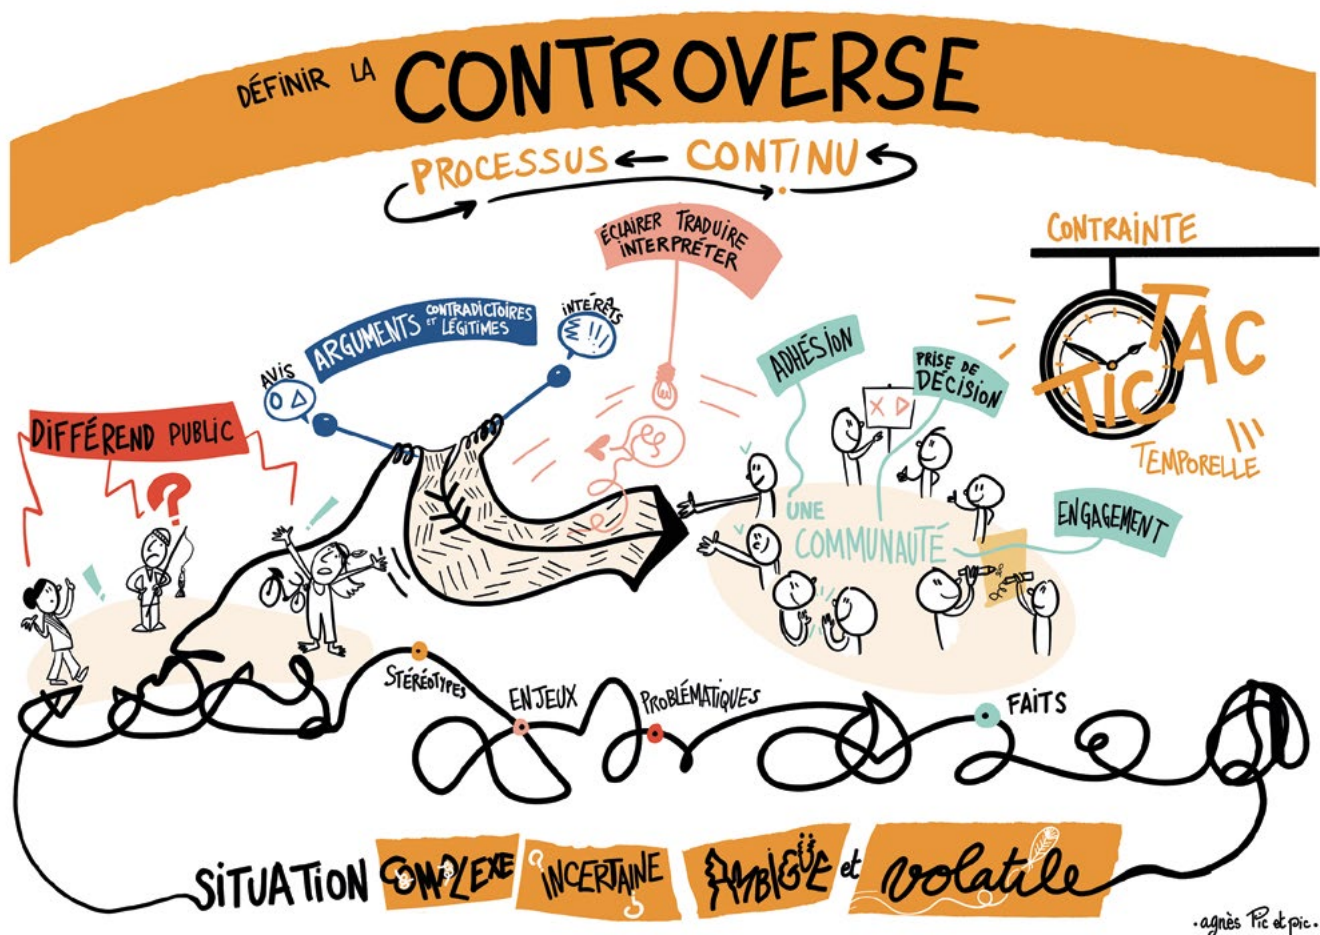 DÉFINIR LA CONTROVERSE
PROCESSUS CONTINU
ÉCLAIRER TRADUIRE
INTERPRÉTER
CONTRAINTE
TIC TAC
TEMPORELLE
DIFFÉREND PUBLIC
AVIS
ARGUMENTS CONTRADICTOIRES
ET LÉGITIMES
INTÉRÊTS
ADHÉSION
PRISE DE
DÉCISION
UNE
COMMUNAUTÉ
ENGAGEMENT
STÉRÉOTYPES
ENJEUX
PROBLÉMATIQUES
FAITS
SITUATION COMPLEXE INCERTAINE AMBIGÜE et volatile
•agnès Pic et pic•